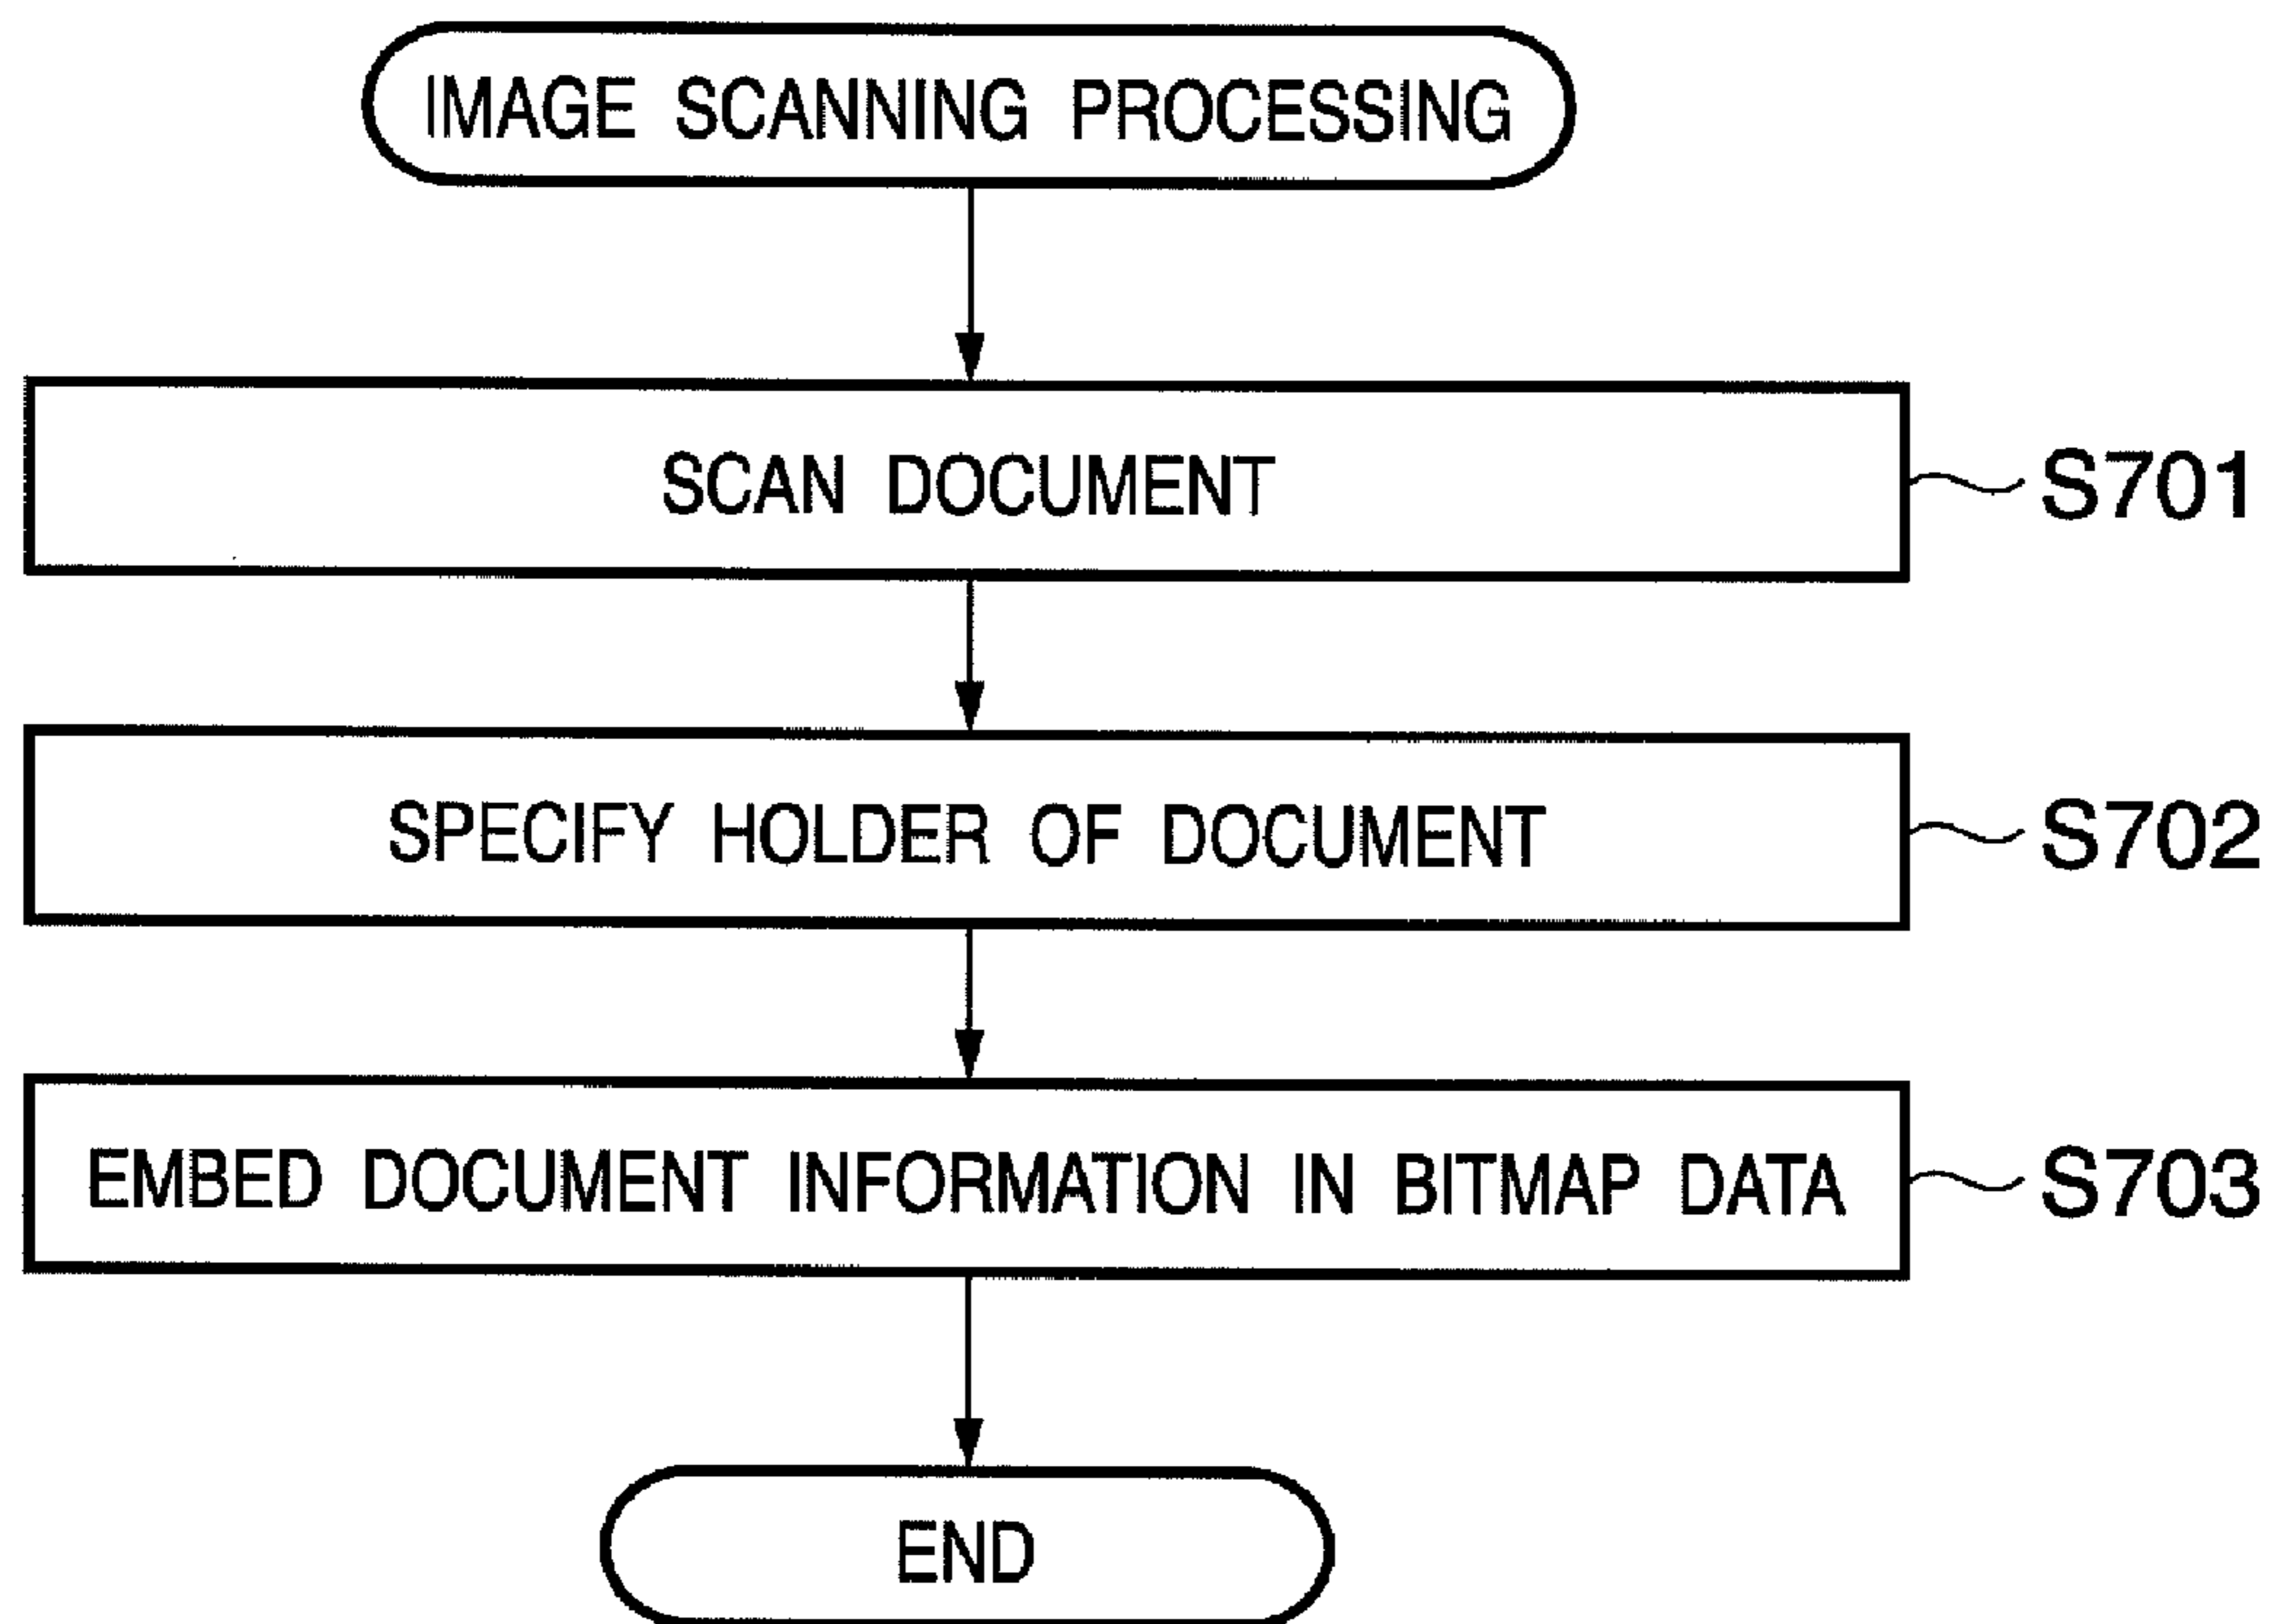 IMAGE SCANNING PROCESSING
SCAN DOCUMENT
S701
SPECIFY HOLDER OF DOCUMENT
S702
EMBED DOCUMENT INFORMATION IN BITMAP DATA
S703
END